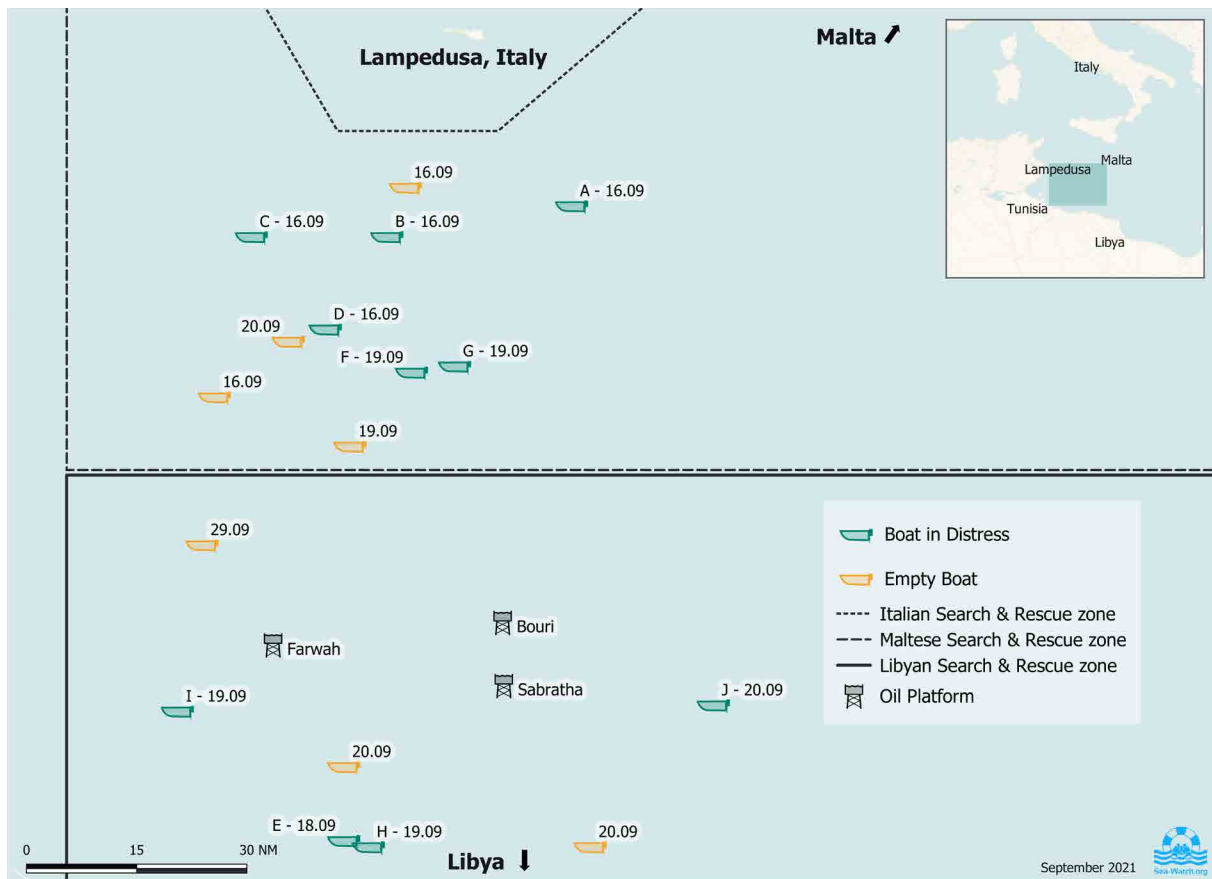 Malta
Lampedusa, Italy
Italy
Malta
Lampedusa
Tunisia
Libya
16.09
A - 16.09
C - 16.09
B - 16.09
D - 16.09
20.09
F - 19.09
G - 19.09
16.09
19.09
29.09
Boat in Distress
Empty Boat
Italian Search & Rescue zone
Maltese Search & Rescue zone
Libyan Search & Rescue zone
Oil Platform
Bouri
Farwah
Sabratha
I - 19.09
J - 20.09
20.09
E - 18.09
H - 19.09
20.09
0 15 30 NM
Libya
September 2021
Sea-Watch.org